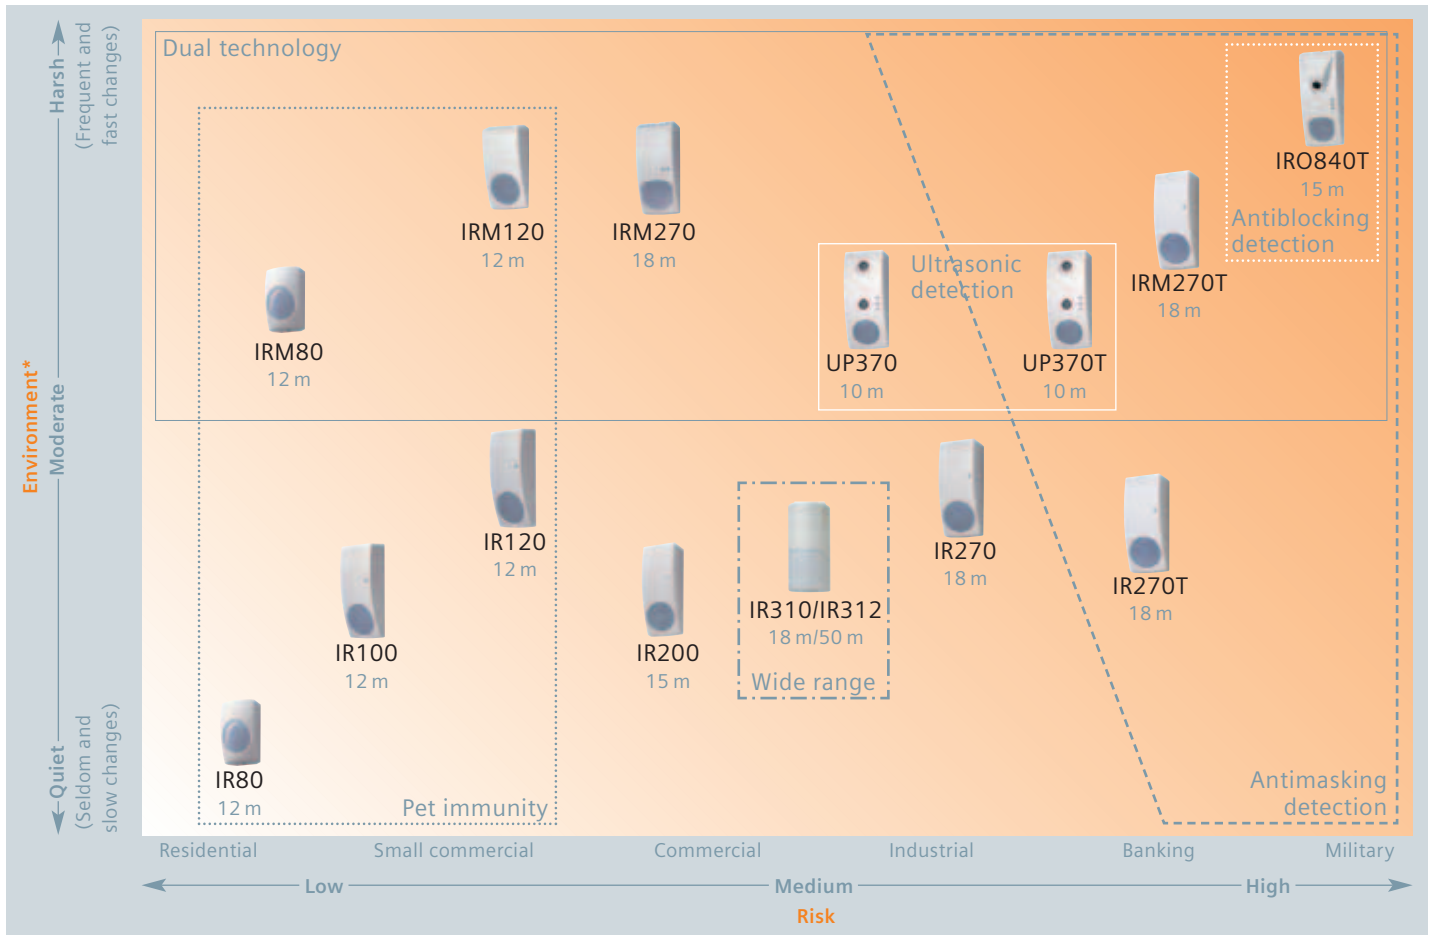 Dual technology
IRO840T
15 m
Antiblocking
detection
IRM120
12 m
IRM270
18 m
IRM270T
18 m
Ultrasonic
detection
IRM80
12 m
UP370
10 m
UP370T
10 m
IR120
12 m
IR270
18 m
IR270T
18 m
IR310/IR312
18 m/50 m
Wide range
IR100
12 m
IR200
15 m
IR80
12 m
Pet immunity
Antimasking
detection
Environment*
Harsh
(Frequent and
fast changes)
Moderate
Quiet
(Seldom and
slow changes)
Residential
Small commercial
Commercial
Industrial
Banking
Military
Low
Medium
High
Risk